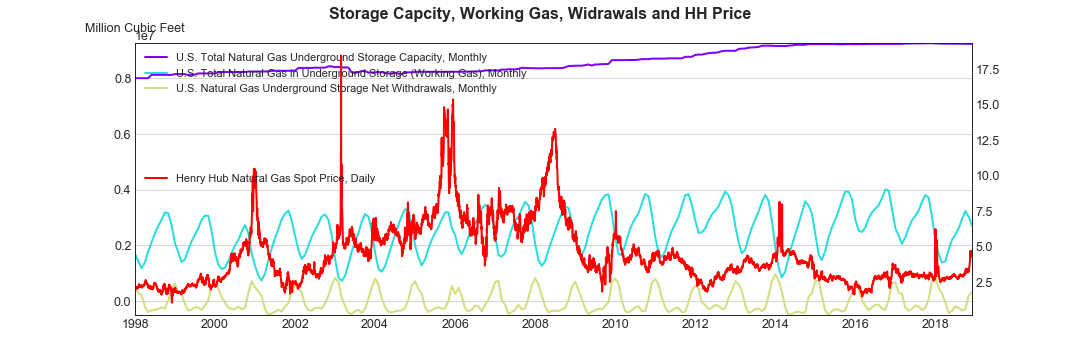 Storage Capcity, Working Gas, Widrawals and HH Price
Million Cubic Feet
1e7
U.S. Total Natural Gas Underground Storage Capacity, Monthly
U.S. Total Natural Gas in Underground Storage (Working Gas), Monthly
U.S. Natural Gas Underground Storage Net Withdrawals, Monthly
Henry Hub Natural Gas Spot Price, Daily
0.8
0.6
0.4
0.2
0.0
17.5
15.0
12.5
10.0
7.5
5.0
2.5
1998 2000 2002 2004 2006 2008 2010 2012 2014 2016 2018